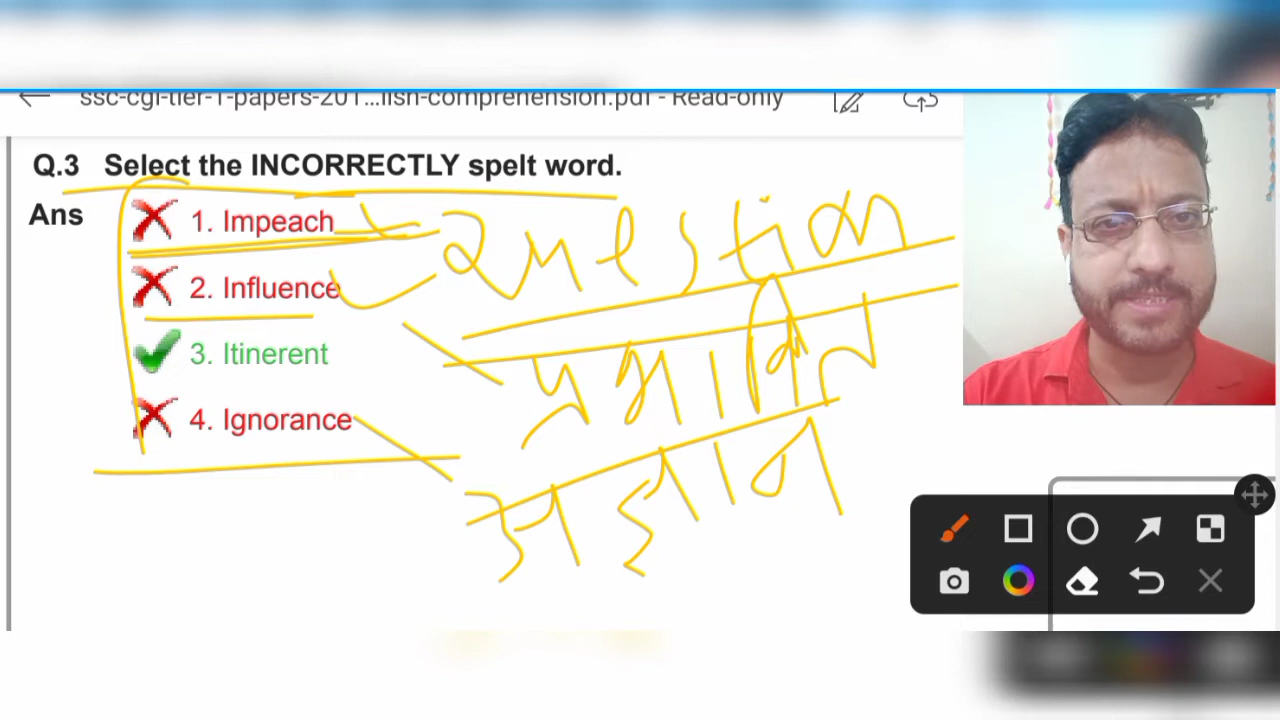 ssc-cgl-tier-1-papers-201...lish-comprehension.pdf - Read-only
Q.3 Select the INCORRECTLY spelt word.
Ans
1. Impeach
2. Influence
3. Itinerent
4. Ignorance
question
प्रभावित
अज्ञान